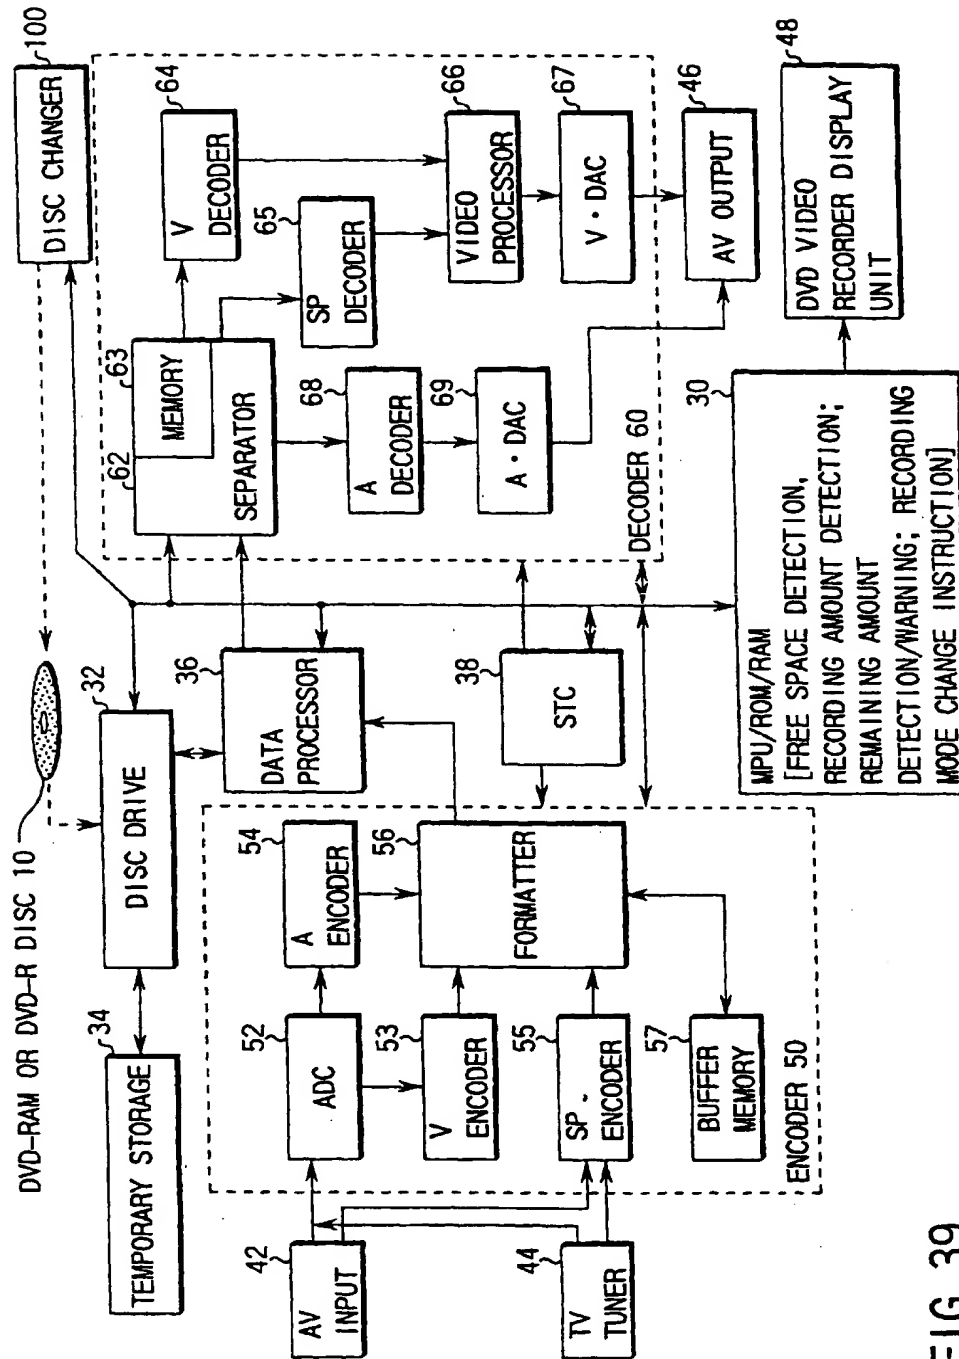 DVD-RAM OR DVD-R DISC 10
DISC CHANGER
100
34
TEMPORARY STORAGE
32
DISC DRIVE
36
DATA
PROCESSOR
38
STC
42
AV
INPUT
44
TV
TUNER
52
ADC
53
V
ENCODER
54
A
ENCODER
55
SP
ENCODER
56
FORMATTER
57
BUFFER
MEMORY
ENCODER 50
62
63
MEMORY
SEPARATOR
64
V
DECODER
65
SP
DECODER
66
VIDEO
PROCESSOR
67
V・DAC
68
A
DECODER
69
A・DAC
DECODER 60
46
AV OUTPUT
48
DVD VIDEO
RECORDER DISPLAY
UNIT
30
MPU/ROM/RAM
[FREE SPACE DETECTION,
RECORDING AMOUNT DETECTION;
REMAINING AMOUNT
DETECTION/WARNING; RECORDING
MODE CHANGE INSTRUCTION]
FIG. 39